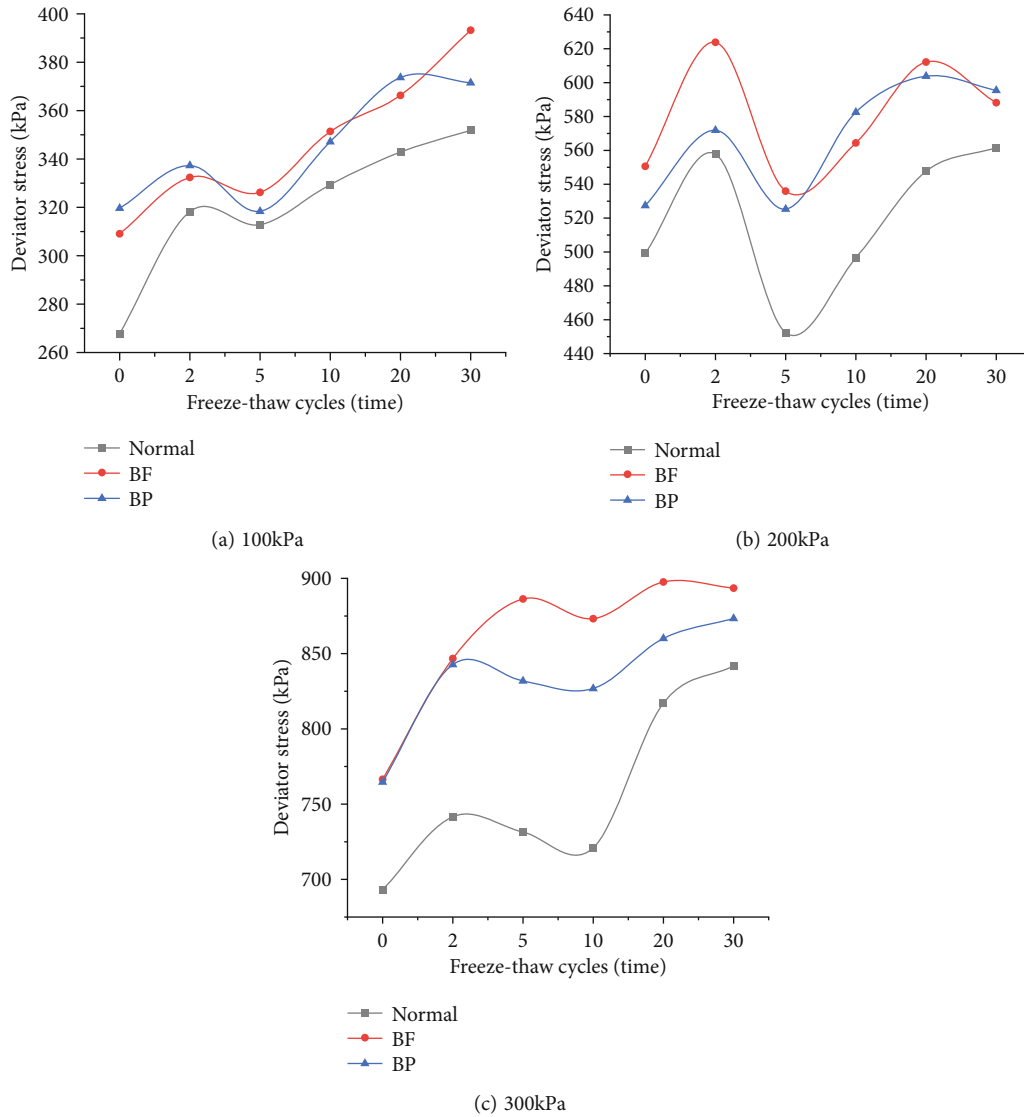 400
380
360
340
320
300
280
260
Deviator stress (kPa)
0 2 5 10 20 30
Freeze-thaw cycles (time)
Normal
BF
BP
(a) 100kPa
640
620
600
580
560
540
520
500
480
460
440
Deviator stress (kPa)
0 2 5 10 20 30
Freeze-thaw cycles (time)
Normal
BF
BP
(b) 200kPa
900
850
800
750
700
Deviator stress (kPa)
0 2 5 10 20 30
Freeze-thaw cycles (time)
Normal
BF
BP
(c) 300kPa